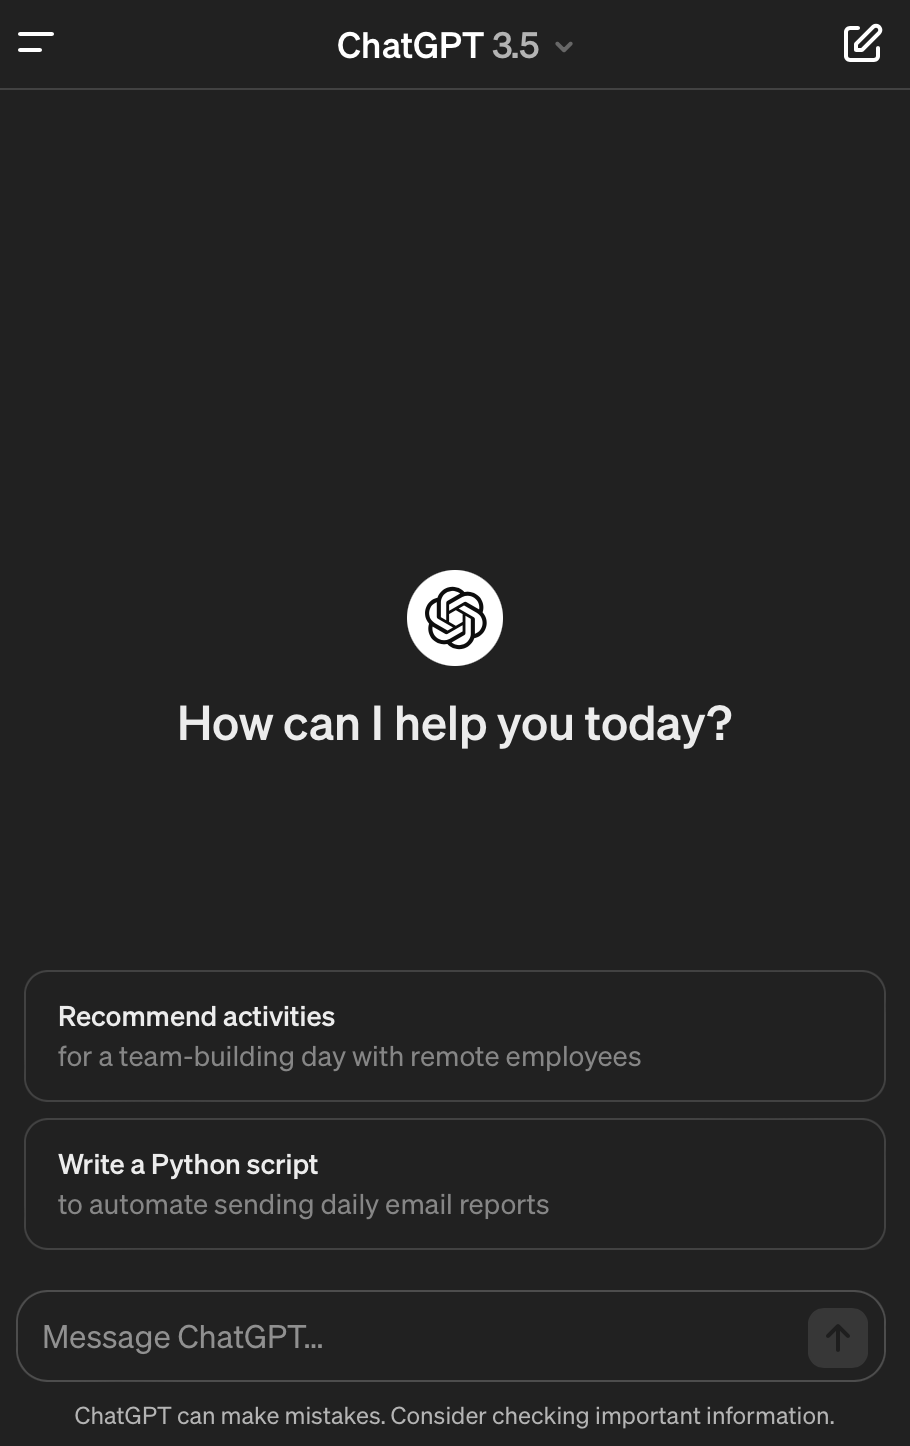 ChatGPT 3.5
How can I help you today?
Recommend activities
for a team-building day with remote employees
Write a Python script
to automate sending daily email reports
Message ChatGPT...
ChatGPT can make mistakes. Consider checking important information.